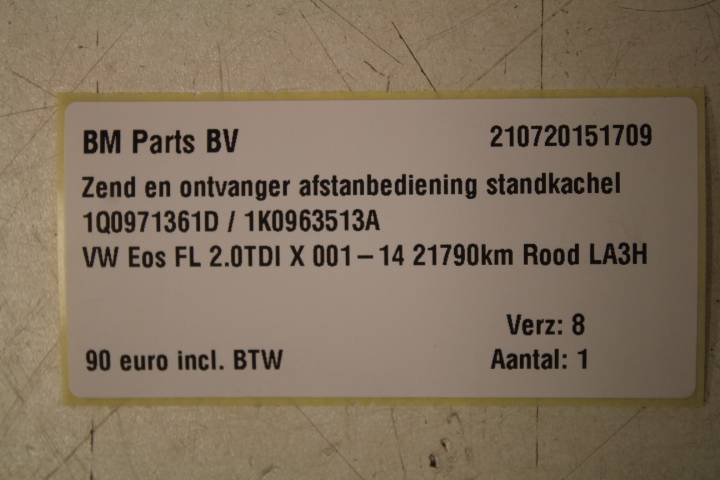 BM Parts BV 210720151709
Zend en ontvanger afstanbediening standkachel
1Q0971361D / 1K0963513A
VW Eos FL 2.0TDI X 001 – 14 21790km Rood LA3H
Verz: 8
90 euro incl. BTW Aantal: 1